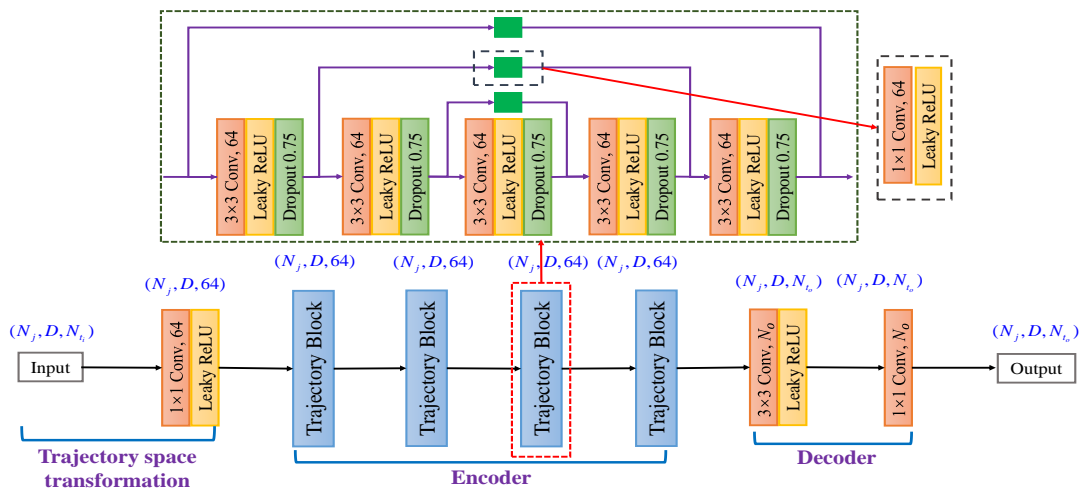 3×3 Conv, 64
Leaky ReLU
Dropout 0.75
3×3 Conv, 64
Leaky ReLU
Dropout 0.75
3×3 Conv, 64
Leaky ReLU
Dropout 0.75
3×3 Conv, 64
Leaky ReLU
Dropout 0.75
3×3 Conv, 64
Leaky ReLU
Dropout 0.75
1×1 Conv, 64
Leaky ReLU
(N_j, D, N_{t_i})
Input
(N_j, D, 64)
1×1 Conv, 64
Leaky ReLU
(N_j, D, 64)
Trajectory Block
(N_j, D, 64)
Trajectory Block
(N_j, D, 64)
Trajectory Block
(N_j, D, 64)
Trajectory Block
(N_j, D, N_{t_o})
3×3 Conv, N_o
Leaky ReLU
(N_j, D, N_{t_o})
1×1 Conv, N_o
(N_j, D, N_{t_o})
Output
Trajectory space
transformation
Encoder
Decoder